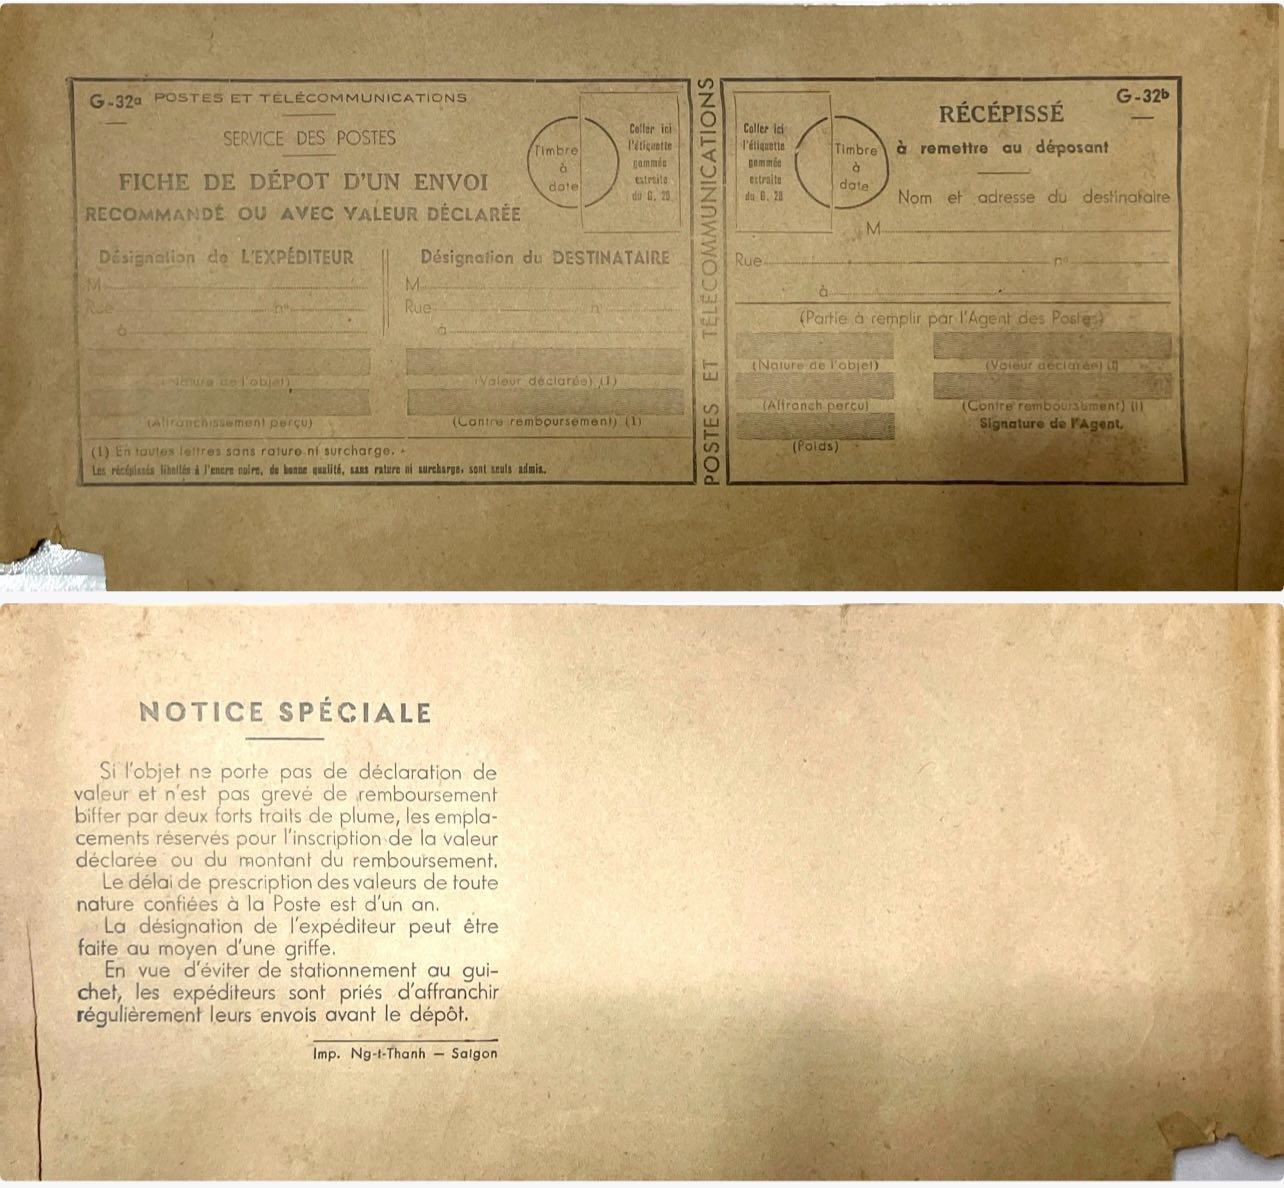 G-32a POSTES ET TÉLÉCOMMUNICATIONS
SERVICE DES POSTES
FICHE DE DÉPOT D'UN ENVOI
RECOMMANDÉ OU AVEC VALEUR DÉCLARÉE
Timbre
à
date
Coller ici
l'étiquette
gommée
extraite
du G. 28
Désignation de L'EXPÉDITEUR
M
Rue nº
à
Désignation du DESTINATAIRE
M
Rue nº
à
(Nature de l'objet)
(Valeur déclarée) (1)
(Affranchissement perçu)
(Contre remboursement) (1)
(1) En toutes lettres sans rature ni surcharge.
Les récépissés libellés à l'encre noire, de bonne qualité, sans rature ni surcharge, sont seuls admis.
POSTES ET TÉLÉCOMMUNICATIONS
Coller ici
l'étiquette
gommée
extraite
du G. 28
Timbre
à
date
G-32b
RÉCÉPISSÉ
à remettre au déposant
Nom et adresse du destinataire
M
Rue nº
à
(Partie à remplir par l'Agent des Postes)
(Nature de l'objet)
(Valeur déclarée) (1)
(Affranch perçu)
(Contre remboursement) (1)
Signature de l'Agent,
(Poids)
NOTICE SPÉCIALE
Si l'objet ne porte pas de déclaration de
valeur et n'est pas grevé de remboursement
biffer par deux forts traits de plume, les empla-
cements réservés pour l'inscription de la valeur
déclarée ou du montant du remboursement.
Le délai de prescription des valeurs de toute
nature confiées à la Poste est d'un an.
La désignation de l'expéditeur peut être
faite au moyen d'une griffe.
En vue d'éviter de stationnement au gui-
chet, les expéditeurs sont priés d'affranchir
régulièrement leurs envois avant le dépôt.
Imp. Ng-t-Thanh — Saigon